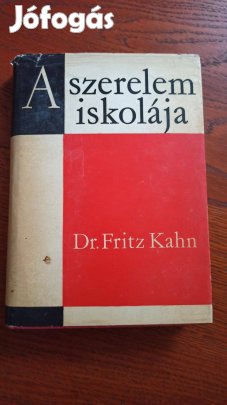 Jófogás
A szerelem
iskolája
Dr. Fritz Kahn